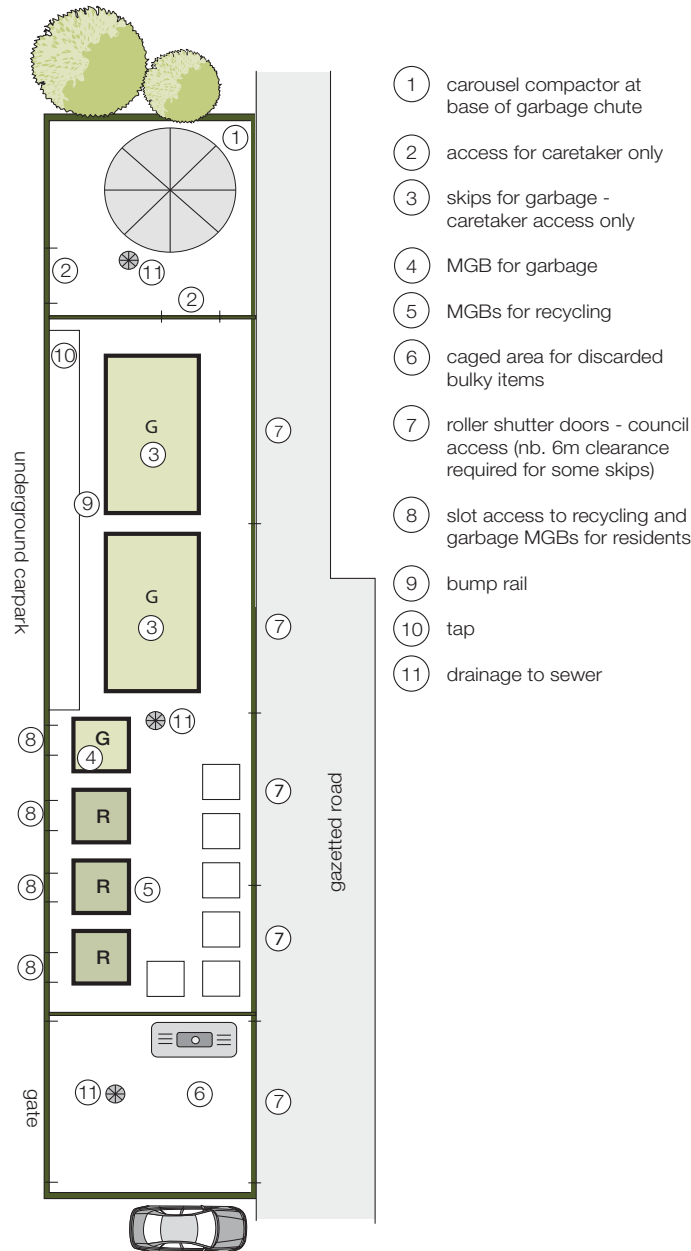 1
2
11
2
10
G
3
7
9
G
3
7
underground carpark
11
8
G
4
7
8
R
gazetted road
8
R
5
7
8
R
gate
11
6
7
1 carousel compactor at
base of garbage chute
2 access for caretaker only
3 skips for garbage -
caretaker access only
4 MGB for garbage
5 MGBs for recycling
6 caged area for discarded
bulky items
7 roller shutter doors - council
access (nb. 6m clearance
required for some skips)
8 slot access to recycling and
garbage MGBs for residents
9 bump rail
10 tap
11 drainage to sewer